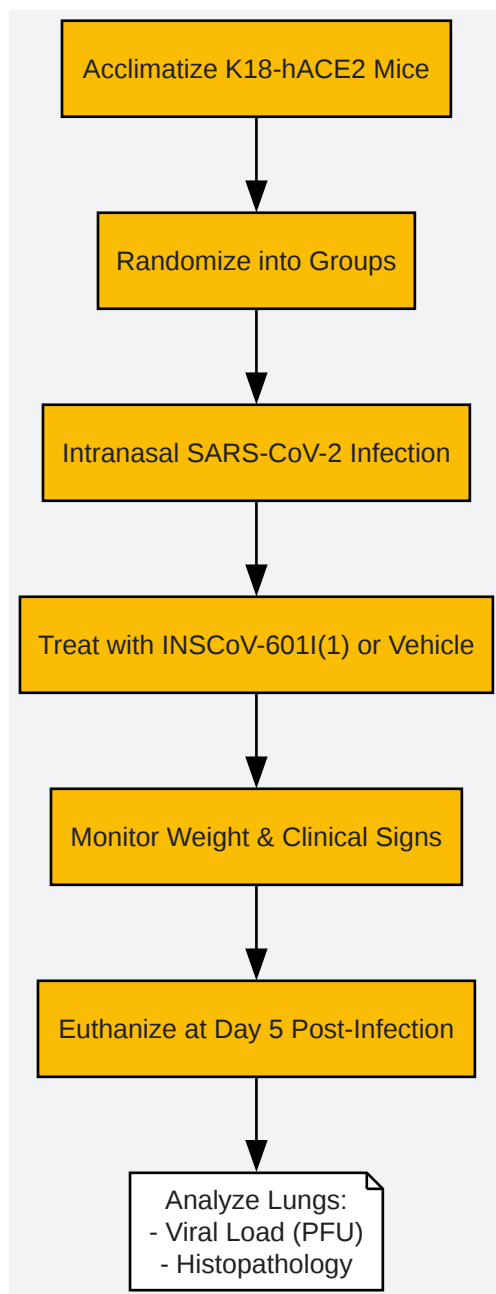 Acclimatize K18-hACE2 Mice
Randomize into Groups
Intranasal SARS-CoV-2 Infection
Treat with INSCoV-601I(1) or Vehicle
Monitor Weight & Clinical Signs
Euthanize at Day 5 Post-Infection
Analyze Lungs:
- Viral Load (PFU)
- Histopathology